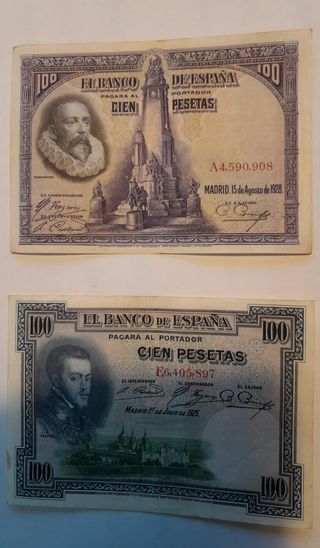 100 EL BANCO DE ESPAÑA 100
PAGARÁ AL PORTADOR
CIEN PESETAS
A4,590,908
CERVANTES
MADRID, 15 de Agosto de 1928.
EL GOBERNADOR
EL CAJERO
EL INTERVENTOR
100 EL BANCO DE ESPAÑA 100
PAGARÁ AL PORTADOR
CIEN PESETAS
E6,405,897
EL INTERVENTOR EL GOBERNADOR EL CAJERO
Madrid 1º de Julio de 1925
100 100